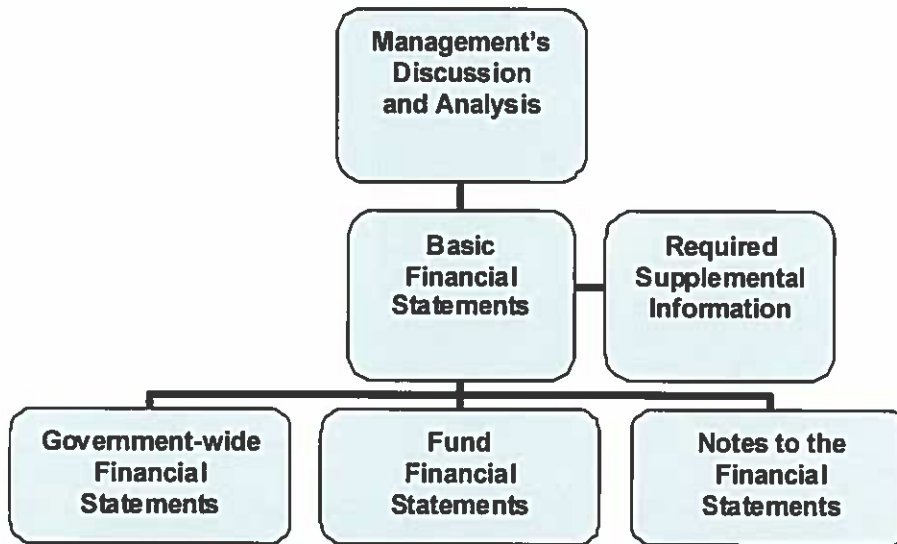 Management's
Discussion
and Analysis
Basic
Financial
Statements
Required
Supplemental
Information
Government-wide
Financial
Statements
Fund
Financial
Statements
Notes to the
Financial
Statements